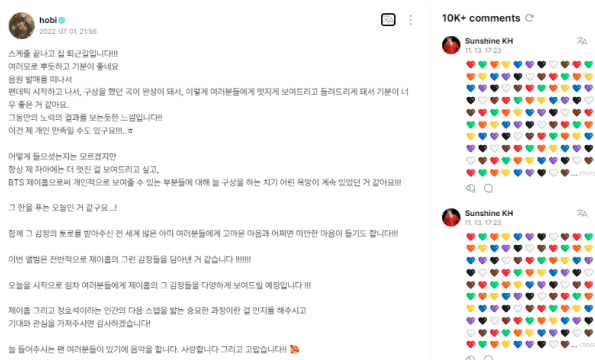 hobi
2022. 07. 01. 21:56
스케줄 끝나고 집 퇴근길입니다!!!
여러모로 뿌듯하고 기분이 좋네요
음원 발매를 떠나서
팬데믹 시작하고 나서, 구상을 했던 곡이 완성이 돼서, 이렇게 여러분들에게 멋지게 보여드리고 들려드리게 돼서 기분이 너
무 좋은 거 같아요.
그동안의 노력의 결과를 보는듯한 느낌입니다!!
이건 제 개인 만족일 수도 있구요!!!..ㅎ
어떻게 들으셨는지는 모르겠지만
항상 제 자아에는 더 멋진 걸 보여드리고 싶고,
BTS 제이홉으로써 개인적으로 보여줄 수 있는 부분들에 대해 늘 구상을 하는 치기 어린 욕망이 계속 있었던 거 같아요!!!
그 한을 푸는 오늘인 거 같구요 ..!
함께 그 감정의 토로를 받아주신 전 세계 많은 아미 여러분들에게 고마운 마음과 어쩌면 미안한 마음이 들기도 합니다!!!
이번 앨범은 전반적으로 제이홉의 그런 감정들을 담아낸 거 같습니다 !!!!!!!
오늘을 시작으로 점차 여러분들에게 제이홉의 그 감정들을 다양하게 보여드릴 예정입니다 !!!
제이홉 그리고 정호석이라는 인간의 다음 스텝을 밟는 중요한 과정이란 걸 인지를 해주시고
기대와 관심을 가져주시면 감사하겠습니다!
늘 들어주시는 팬 여러분들이 있기에 음악을 합니다. 사랑합니다 그리고 고맙습니다!! 🥰
10K+ comments
Sunshine KH
11. 13. 17:23
... more
Sunshine KH
11. 13. 17:23
... more